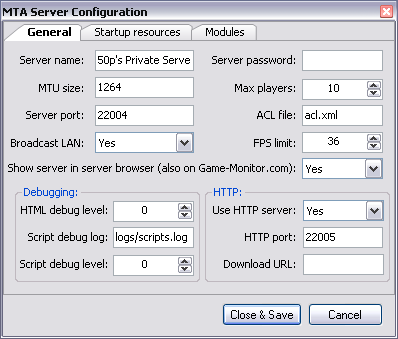 MTA Server Configuration
General Startup resources Modules
Server name: 50p's Private Serve Server password:
MTU size: 1264 Max players: 10
Server port: 22004 ACL file: acl.xml
Broadcast LAN: Yes FPS limit: 36
Show server in server browser (also on Game-Monitor.com): Yes
Debugging: HTTP:
HTML debug level: 0 Use HTTP server: Yes
Script debug log: logs/scripts.log HTTP port: 22005
Script debug level: 0 Download URL:
Close & Save Cancel